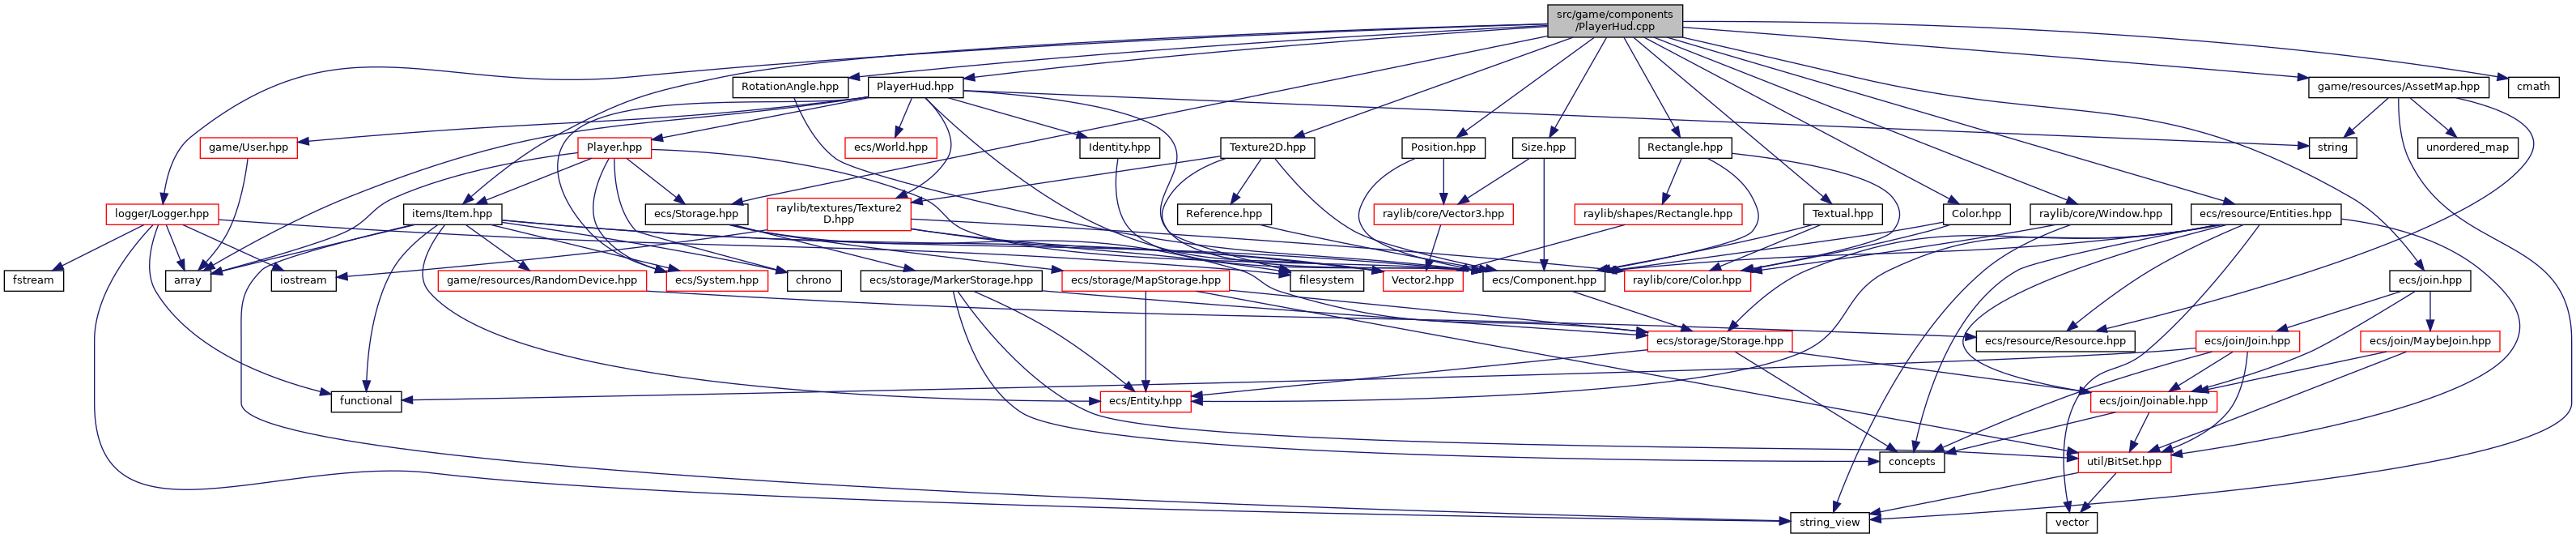 src/game/components
/PlayerHud.cpp
RotationAngle.hpp
PlayerHud.hpp
game/resources/AssetMap.hpp
cmath
game/User.hpp
Player.hpp
ecs/World.hpp
Identity.hpp
Texture2D.hpp
Position.hpp
Size.hpp
Rectangle.hpp
string
unordered_map
logger/Logger.hpp
items/Item.hpp
ecs/Storage.hpp
raylib/textures/Texture2
D.hpp
Reference.hpp
raylib/core/Vector3.hpp
raylib/shapes/Rectangle.hpp
Textual.hpp
Color.hpp
raylib/core/Window.hpp
ecs/resource/Entities.hpp
fstream
array
iostream
game/resources/RandomDevice.hpp
ecs/System.hpp
chrono
ecs/storage/MarkerStorage.hpp
ecs/storage/MapStorage.hpp
filesystem
Vector2.hpp
ecs/Component.hpp
raylib/core/Color.hpp
ecs/join.hpp
ecs/storage/Storage.hpp
ecs/resource/Resource.hpp
ecs/join/Join.hpp
ecs/join/MaybeJoin.hpp
functional
ecs/Entity.hpp
ecs/join/Joinable.hpp
concepts
util/BitSet.hpp
string_view
vector